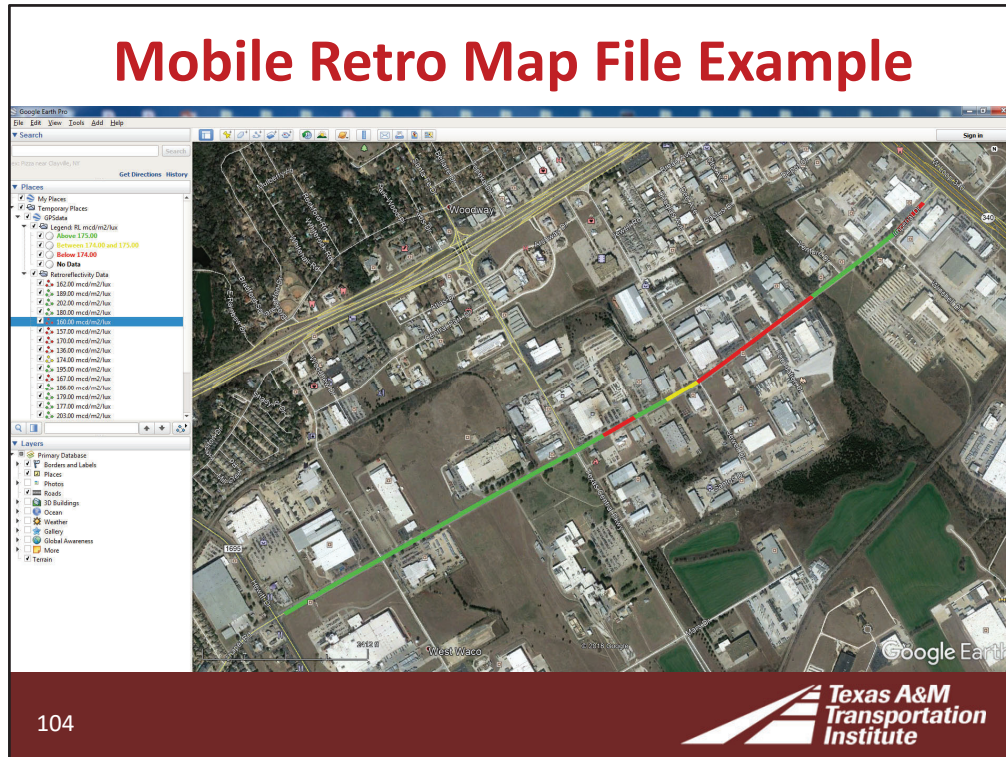 Mobile Retro Map File Example
Google Earth Pro
File Edit View Tools Add Help
Sign in
Search
Search
Get Directions History
Places
My Places
Temporary Places
GPSdata
Legend: RL mcd/m2/lux
Above 175.00
Between 174.00 and 175.00
Below 174.00
No Data
Retroreflectivity Data
162.00 mcd/m2/lux
189.00 mcd/m2/lux
202.00 mcd/m2/lux
180.00 mcd/m2/lux
160.00 mcd/m2/lux
157.00 mcd/m2/lux
170.00 mcd/m2/lux
136.00 mcd/m2/lux
174.00 mcd/m2/lux
195.00 mcd/m2/lux
167.00 mcd/m2/lux
186.00 mcd/m2/lux
179.00 mcd/m2/lux
177.00 mcd/m2/lux
203.00 mcd/m2/lux
Layers
Primary Database
Borders and Labels
Places
Photos
Roads
3D Buildings
Ocean
Weather
Gallery
Global Awareness
More
Terrain
Woodway
340
1695
2412 ft
West Waco
© 2016 Google
Google Earth
104
Texas A&M
Transportation
Institute